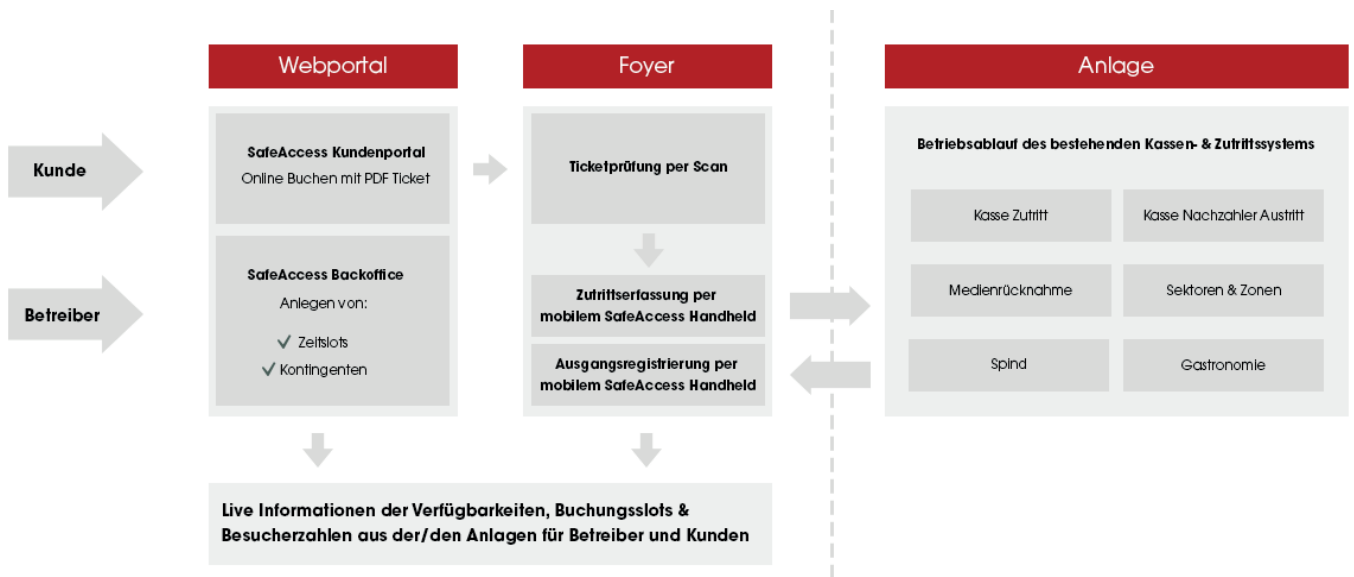 Webportal
Foyer
Anlage
Kunde
Betreiber
SafeAccess Kundenportal
Online Buchen mit PDF Ticket
SafeAccess Backoffice
Anlegen von:
✓ Zeitslots
✓ Kontingenten
Ticketprüfung per Scan
Zutrittserfassung per
mobilem SafeAccess Handheld
Ausgangsregistrierung per
mobilem SafeAccess Handheld
Betriebsablauf des bestehenden Kassen- & Zutrittssystems
Kasse Zutritt
Kasse Nachzahler Austritt
Medienrücknahme
Sektoren & Zonen
Spind
Gastronomie
Live Informationen der Verfügbarkeiten, Buchungsslots &
Besucherzahlen aus der/den Anlagen für Betreiber und Kunden